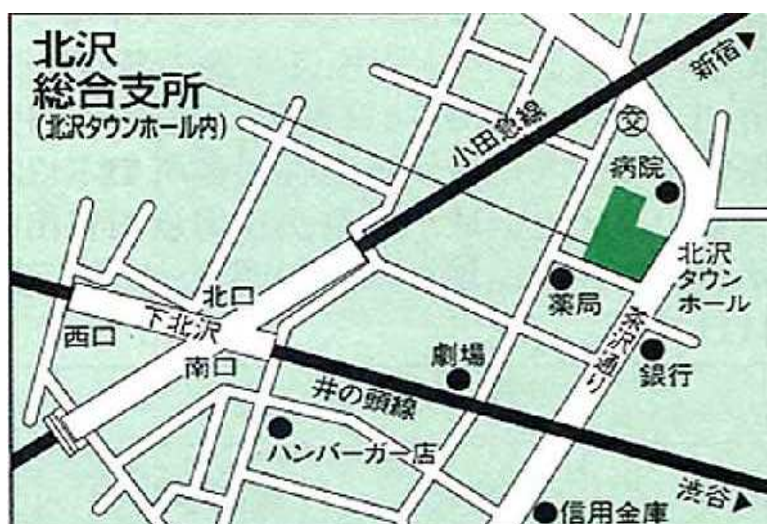 北沢
総合支所
(北沢タウンホール内)
新宿▶
小田急線
交
病院
北沢
タウン
ホール
薬局
北口
下北沢
西口
南口
劇場
茶沢通り
銀行
井の頭線
ハンバーガー店
渋谷▶
信用金庫